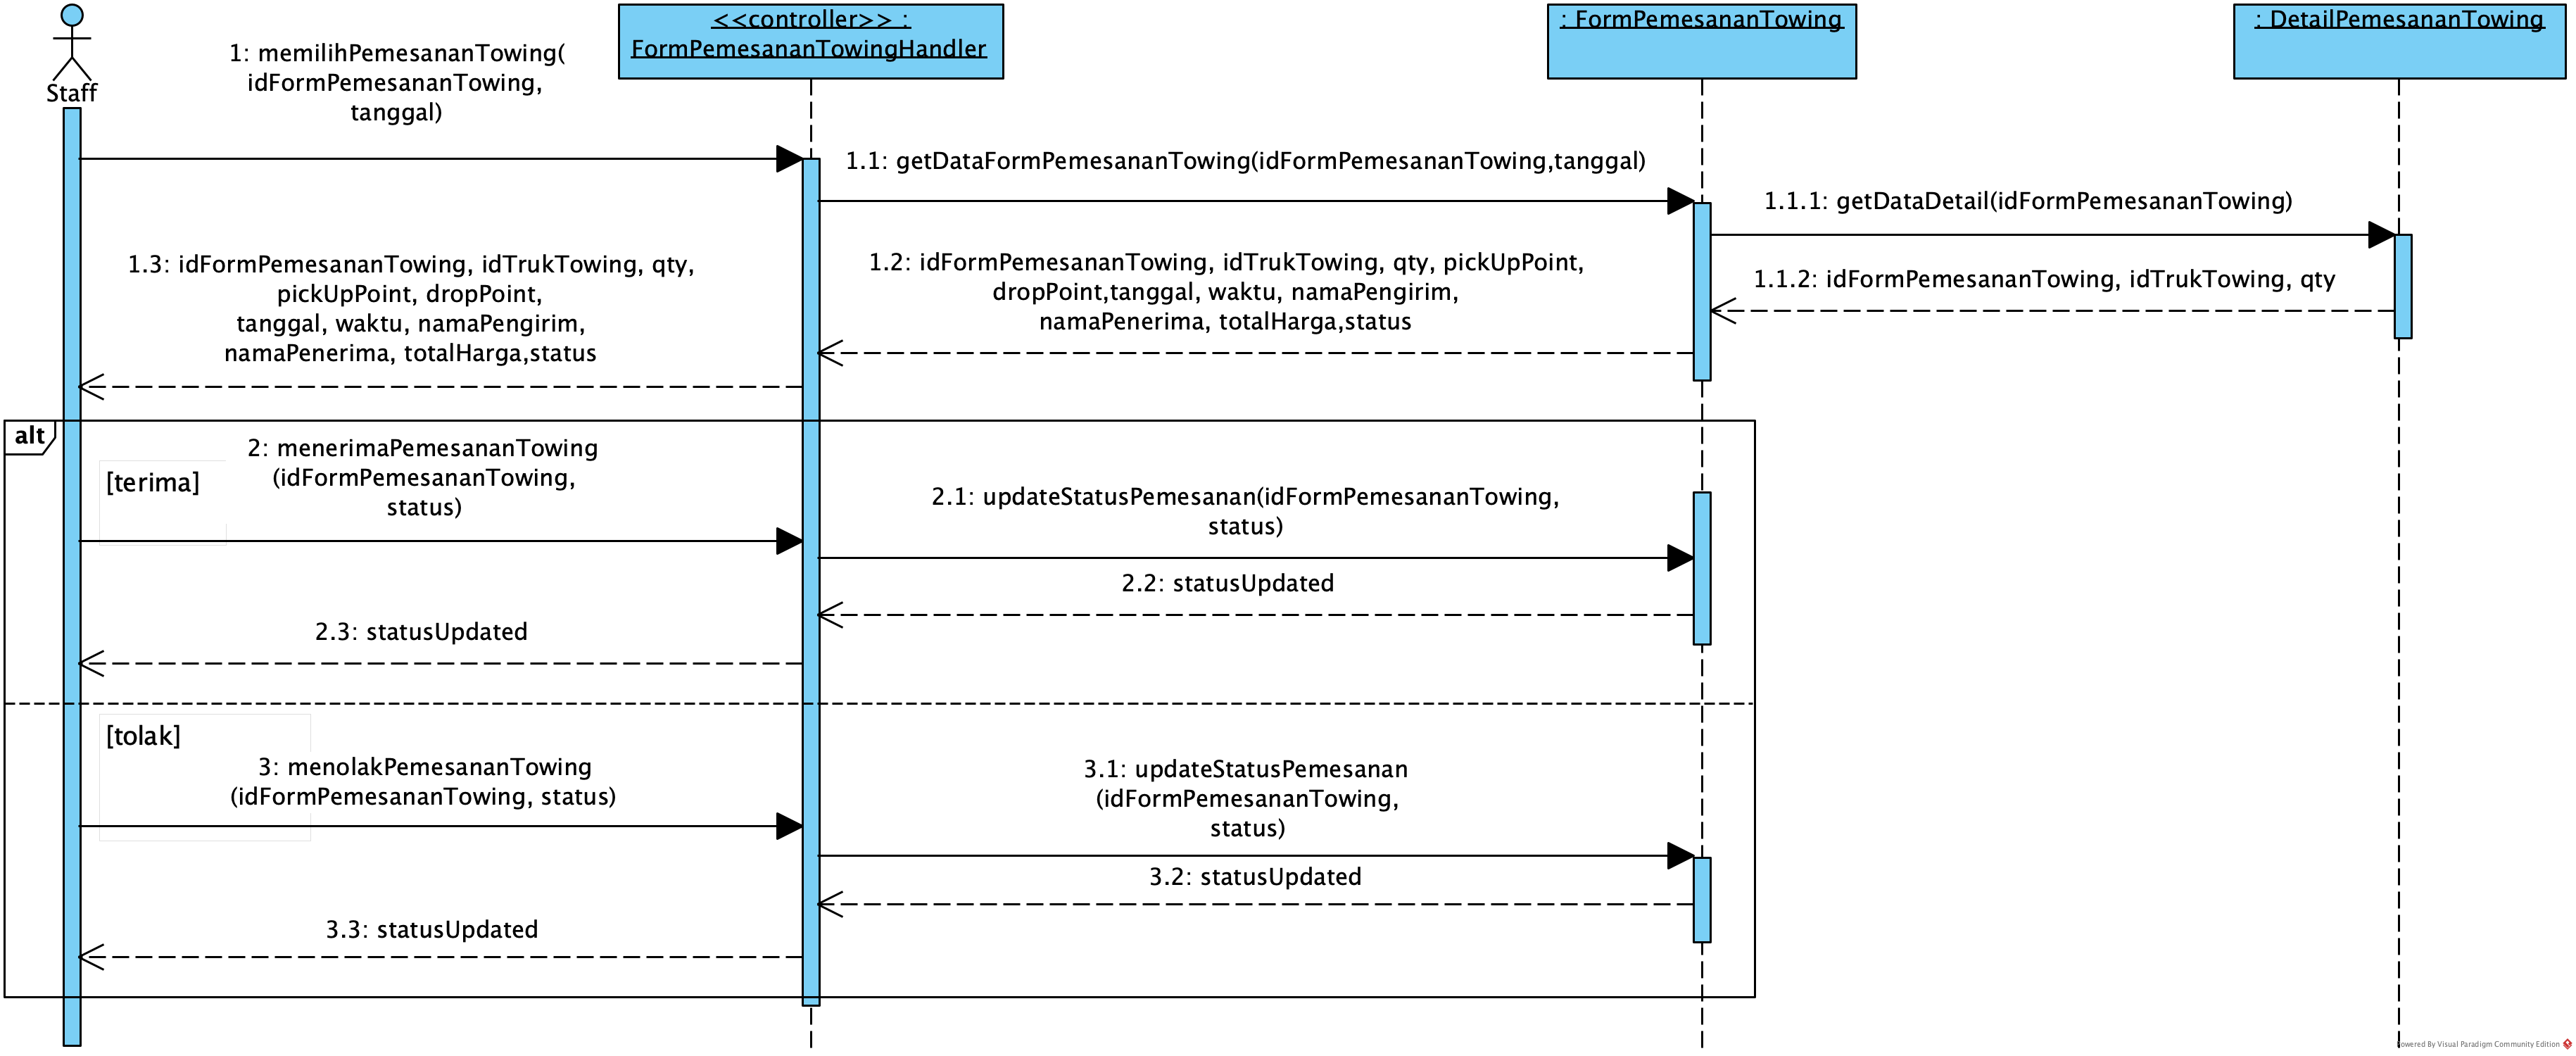 Staff
<<controller>> :
FormPemesananTowingHandler
: FormPemesananTowing
: DetailPemesananTowing
1: memilihPemesananTowing(
idFormPemesananTowing,
tanggal)
1.1: getDataFormPemesananTowing(idFormPemesananTowing,tanggal)
1.1.1: getDataDetail(idFormPemesananTowing)
1.1.2: idFormPemesananTowing, idTrukTowing, qty
1.2: idFormPemesananTowing, idTrukTowing, qty, pickUpPoint,
dropPoint,tanggal, waktu, namaPengirim,
namaPenerima, totalHarga,status
1.3: idFormPemesananTowing, idTrukTowing, qty,
pickUpPoint, dropPoint,
tanggal, waktu, namaPengirim,
namaPenerima, totalHarga,status
alt
[terima]
2: menerimaPemesananTowing
(idFormPemesananTowing,
status)
2.1: updateStatusPemesanan(idFormPemesananTowing,
status)
2.2: statusUpdated
2.3: statusUpdated
[tolak]
3: menolakPemesananTowing
(idFormPemesananTowing, status)
3.1: updateStatusPemesanan
(idFormPemesananTowing,
status)
3.2: statusUpdated
3.3: statusUpdated
Powered By Visual Paradigm Community Edition